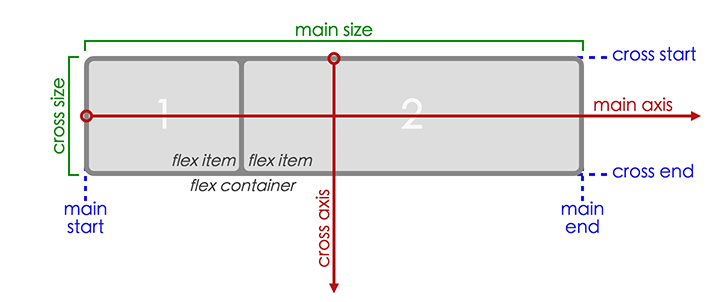 main size
cross start
cross size
1
2
main axis
flex item
flex item
cross end
flex container
main
start
cross axis
main
end